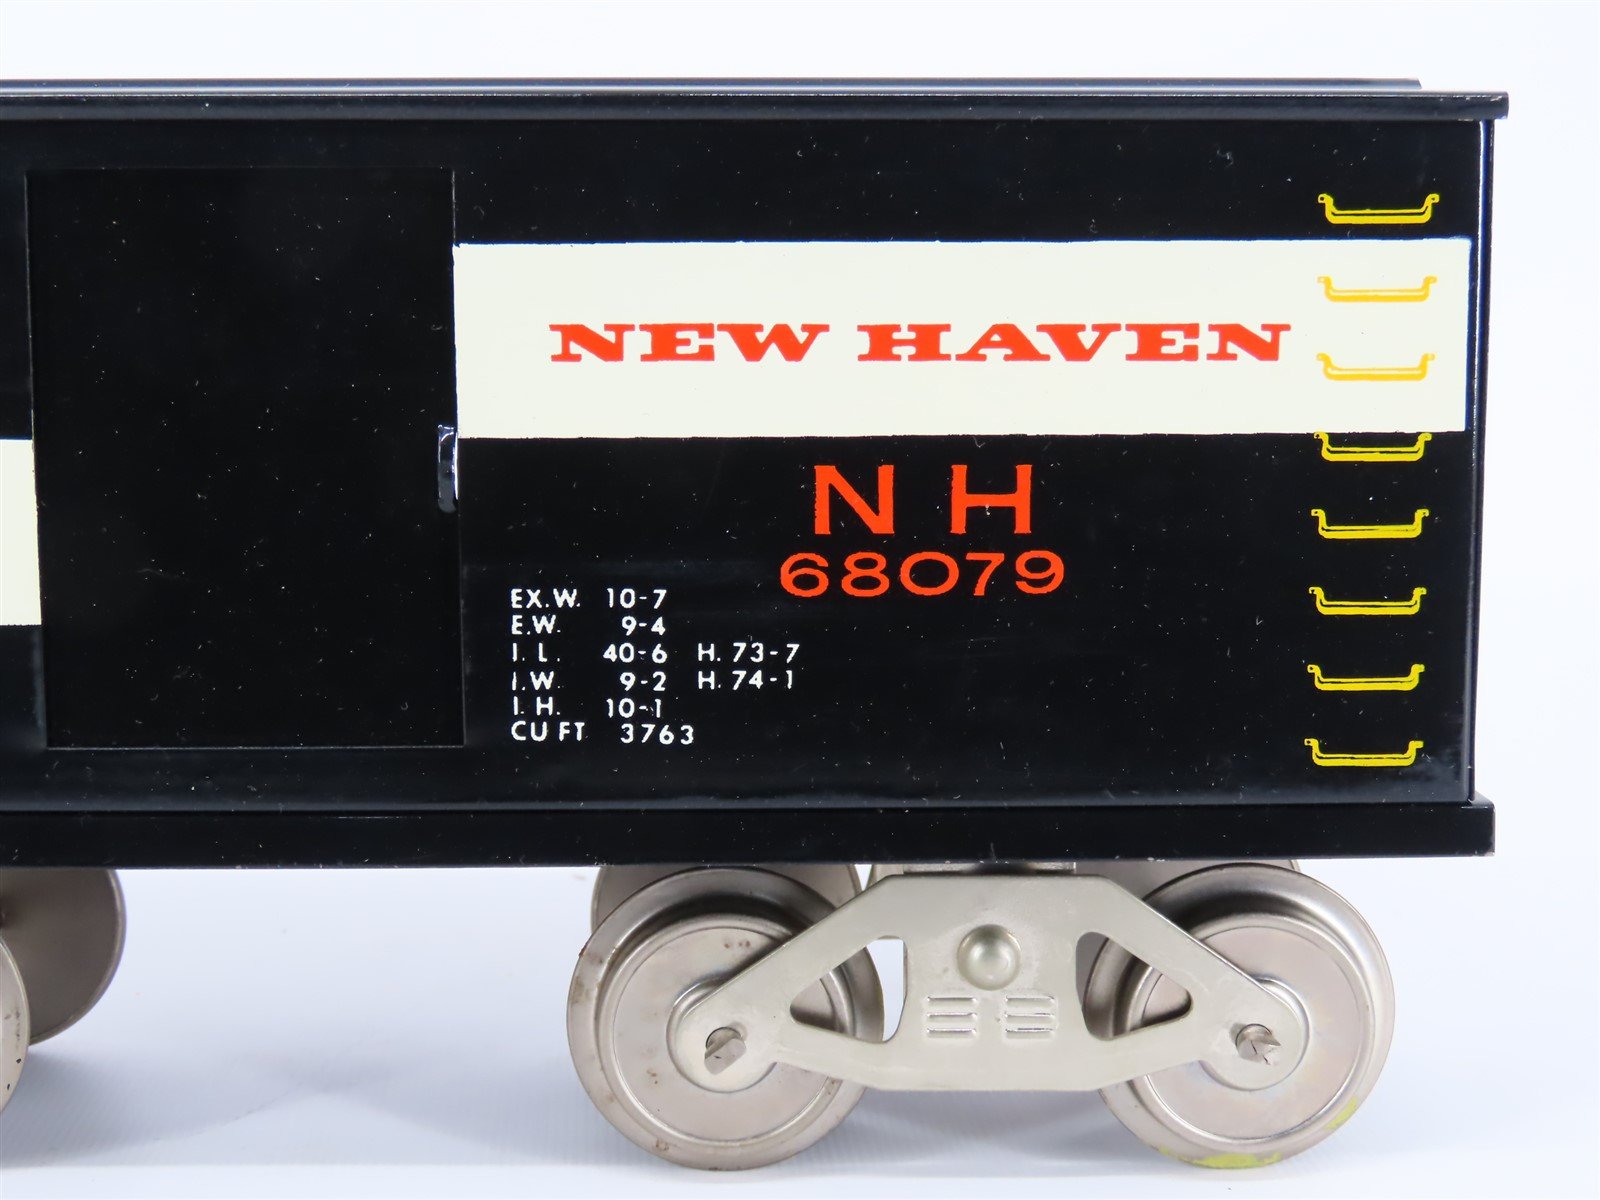 NEW HAVEN
N H
68079
EX.W. 10-7
E.W. 9-4
I. L. 40-6 H. 73-7
I.W. 9-2 H. 74-1
I. H. 10-1
CU FT 3763